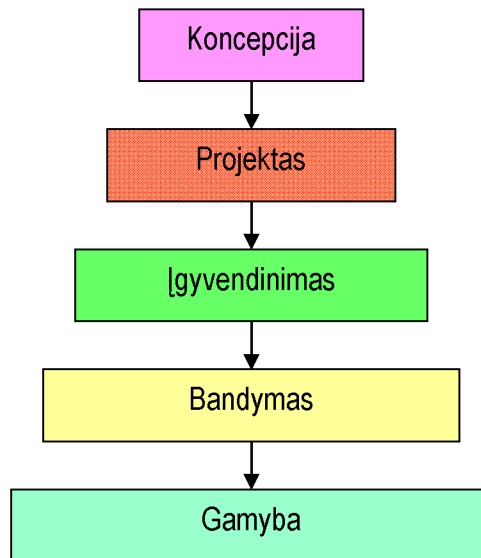 Koncepcija
Projektas
Įgyvendinimas
Bandymas
Gamyba